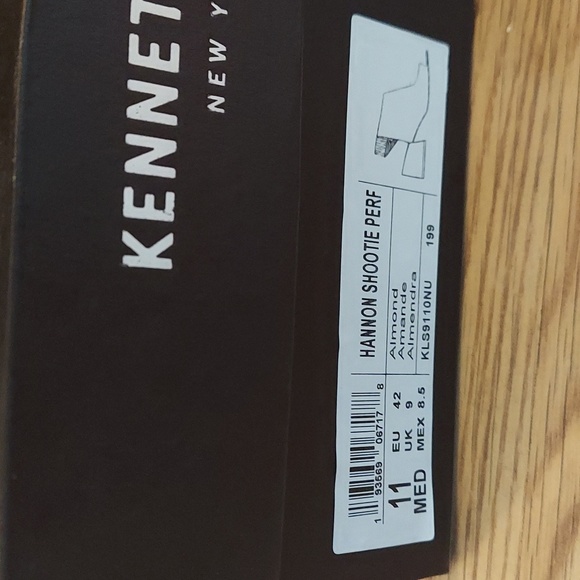 KENNET
NEW Y
HANNON SHOOTIE PERF
Almond
Amande
Almendra
KLS9110NU 199
1 93569 06717 8
11
MED
EU 42
UK 9
MEX 8.5